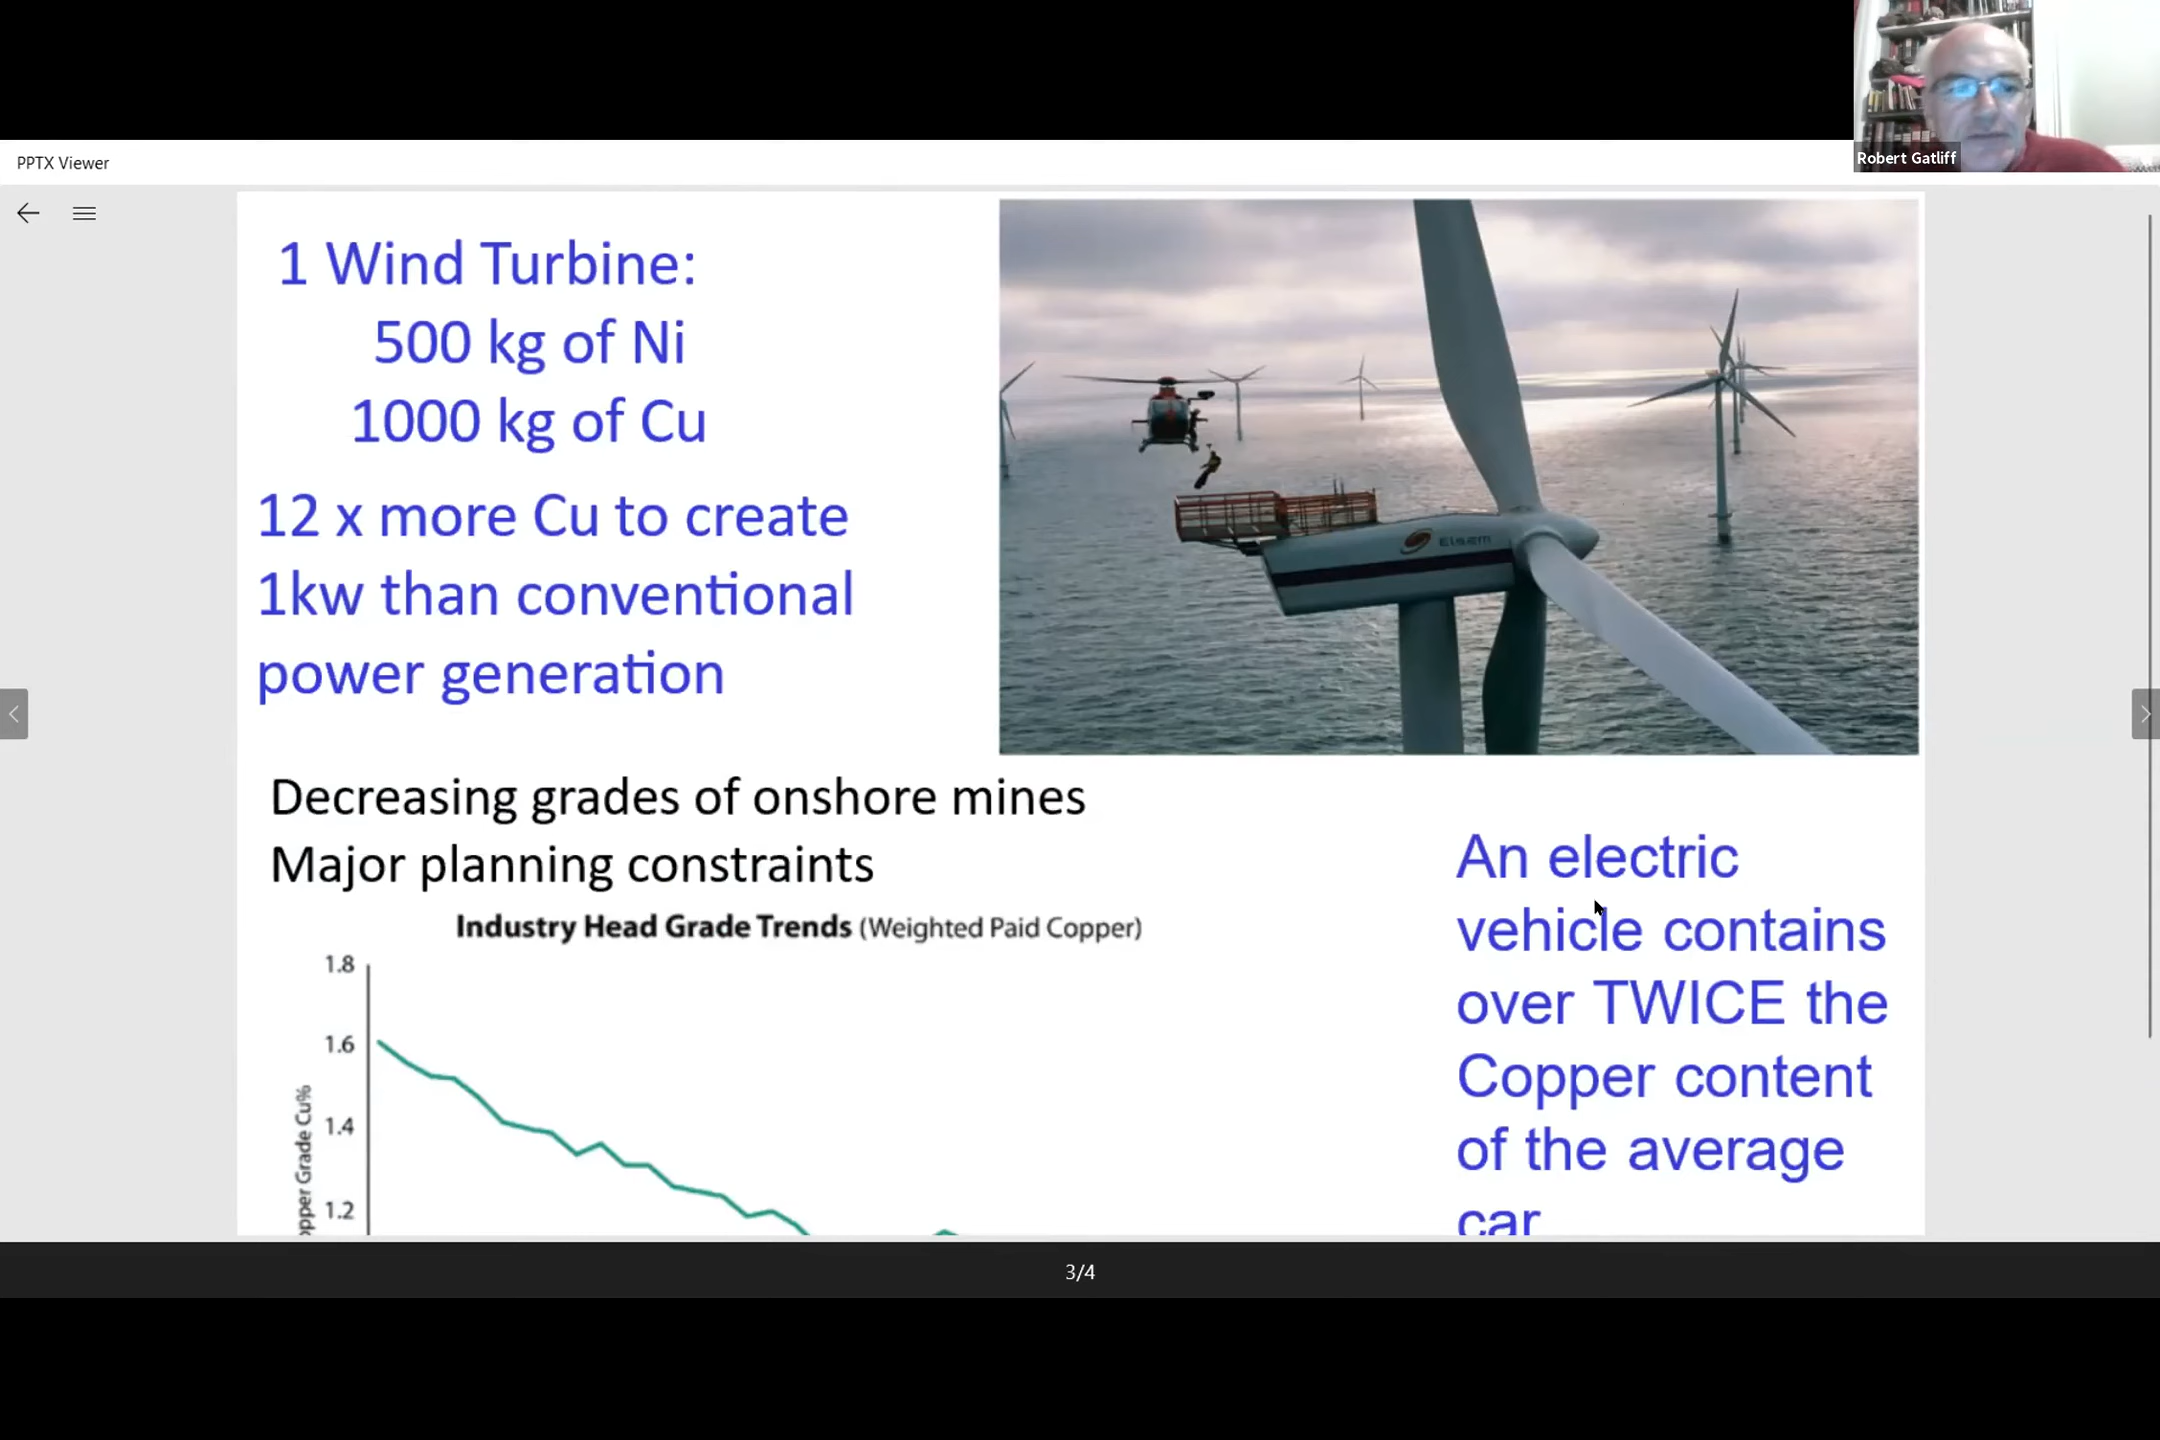 Robert Gatliff
PPTX Viewer
1 Wind Turbine:
500 kg of Ni
1000 kg of Cu
12 x more Cu to create
1kw than conventional
power generation
Elsam
Decreasing grades of onshore mines
Major planning constraints
Industry Head Grade Trends (Weighted Paid Copper)
1.8
1.6
1.4
1.2
opper Grade Cu%
An electric
vehicle contains
over TWICE the
Copper content
of the average
car
3/4